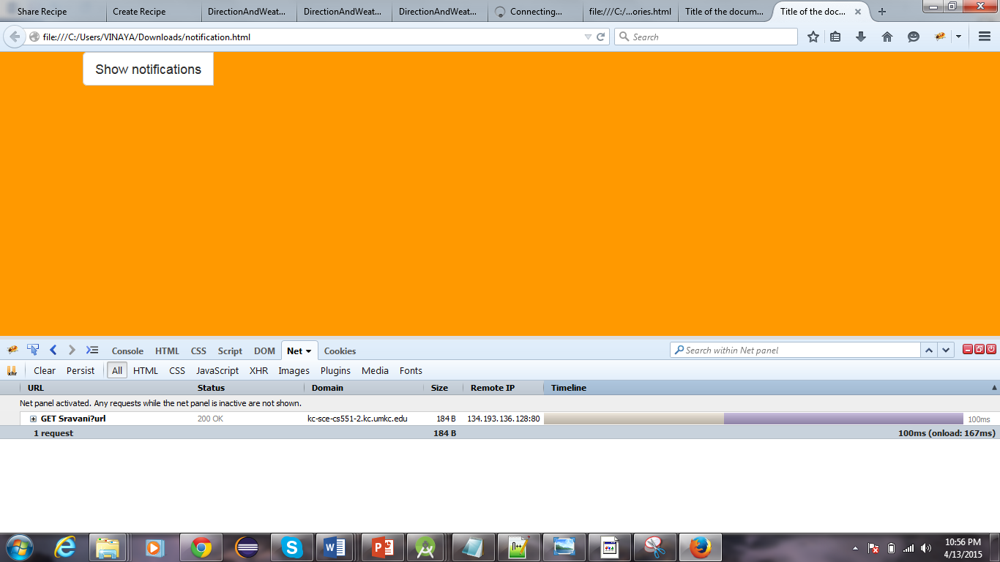 Share Recipe Create Recipe DirectionAndWeat... DirectionAndWeat... DirectionAndWeat... Connecting... file:///C:/...ories.html Title of the docum... Title of the doc...
file:///C:/Users/VINAYA/Downloads/notification.html Search
Show notifications
Console HTML CSS Script DOM Net Cookies Search within Net panel
xhr Clear Persist All HTML CSS JavaScript XHR Images Plugins Media Fonts
URL Status Domain Size Remote IP Timeline
Net panel activated. Any requests while the net panel is inactive are not shown.
GET Sravani?url 200 OK kc-sce-cs551-2.kc.umkc.edu 184 B 134.193.136.128:80 100ms
1 request 184 B 100ms (onload: 167ms)
10:56 PM
4/13/2015